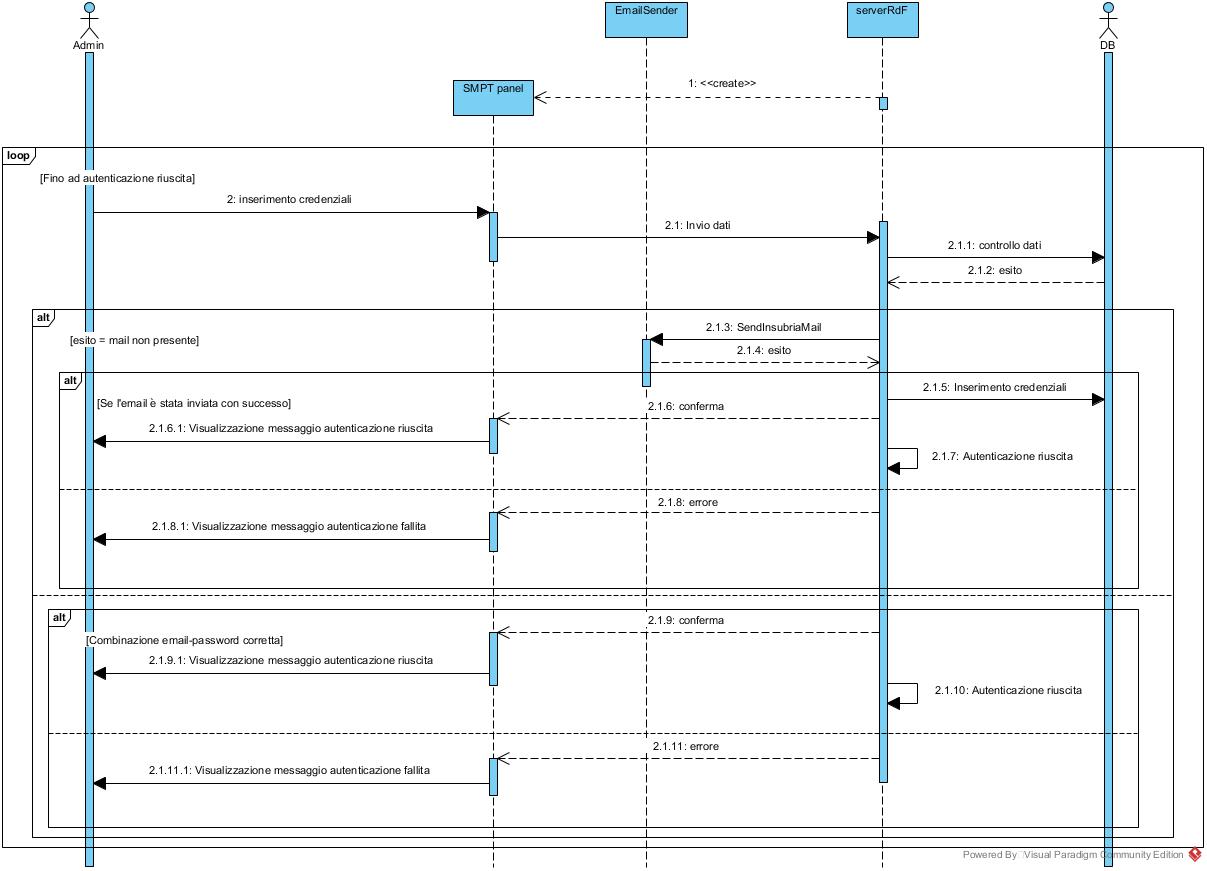 EmailSender
serverRdF
Admin
DB
SMPT panel
1: <<create>>
loop
[Fino ad autenticazione riuscita]
2: inserimento credenziali
2.1: Invio dati
2.1.1: controllo dati
2.1.2: esito
alt
[esito = mail non presente]
2.1.3: SendInsubriaMail
2.1.4: esito
alt
[Se l'email è stata inviata con successo]
2.1.5: Inserimento credenziali
2.1.6: conferma
2.1.6.1: Visualizzazione messaggio autenticazione riuscita
2.1.7: Autenticazione riuscita
2.1.8: errore
2.1.8.1: Visualizzazione messaggio autenticazione fallita
alt
[Combinazione email-password corretta]
2.1.9: conferma
2.1.9.1: Visualizzazione messaggio autenticazione riuscita
2.1.10: Autenticazione riuscita
2.1.11: errore
2.1.11.1: Visualizzazione messaggio autenticazione fallita
Powered By Visual Paradigm Community Edition